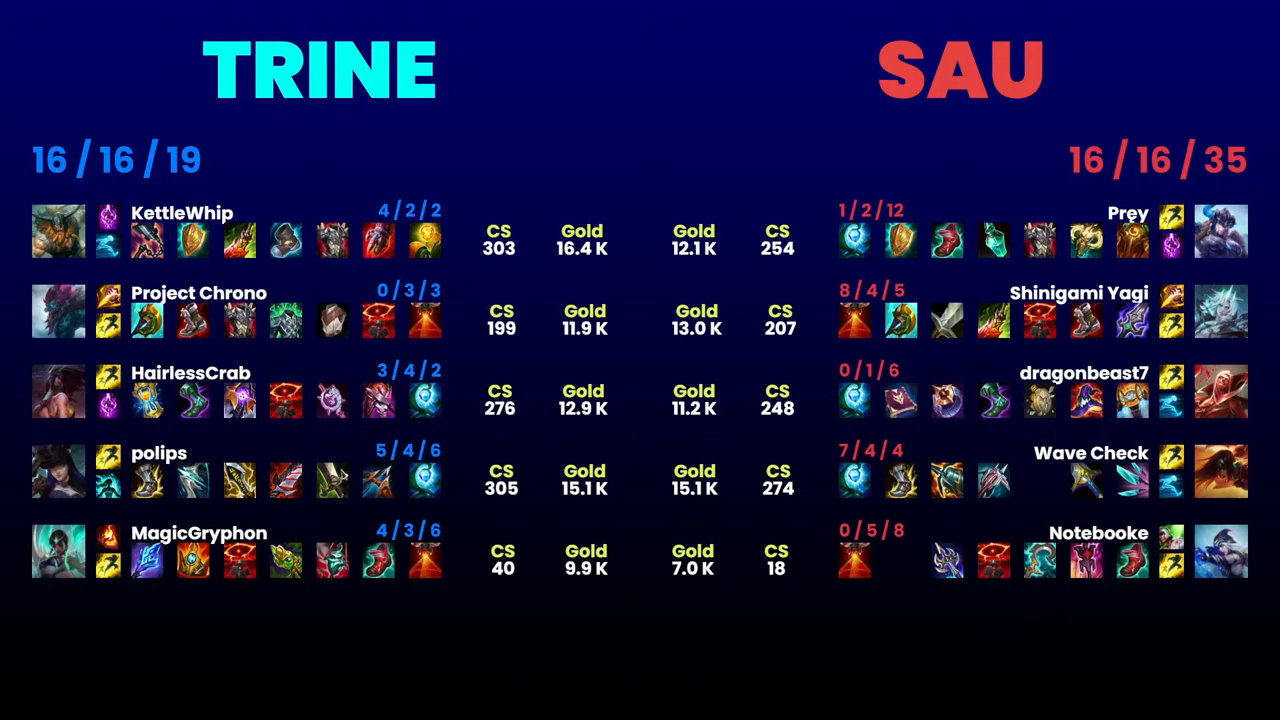 TRINE SAU
16 / 16 / 19 16 / 16 / 35
KettleWhip 4 / 2 / 2 1 / 2 / 12 Prey
CS Gold Gold CS
303 16.4 K 12.1 K 254
Project Chrono 0 / 3 / 3 8 / 4 / 5 Shinigami Yagi
CS Gold Gold CS
199 11.9 K 13.0 K 207
HairlessCrab 3 / 4 / 2 0 / 1 / 6 dragonbeast7
CS Gold Gold CS
276 12.9 K 11.2 K 248
polips 5 / 4 / 6 7 / 4 / 4 Wave Check
CS Gold Gold CS
305 15.1 K 15.1 K 274
MagicGryphon 4 / 3 / 6 0 / 5 / 8 Notebooke
CS Gold Gold CS
40 9.9 K 7.0 K 18